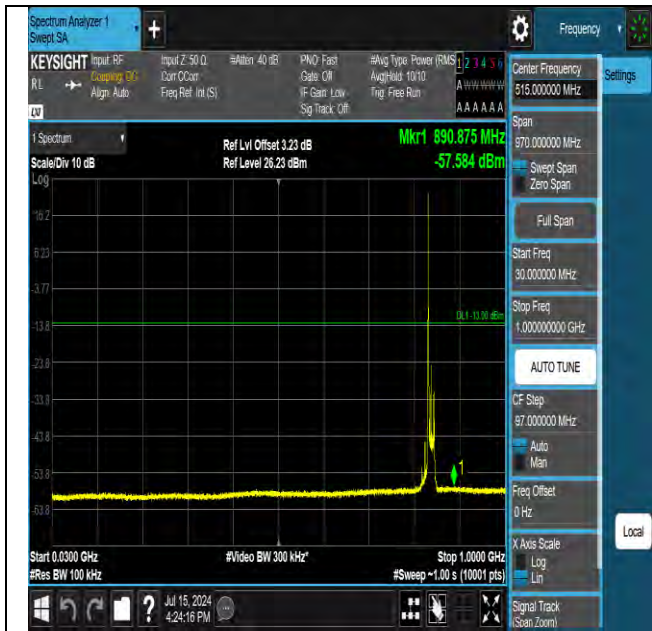 Spectrum Analyzer 1
Swept SA
+
Frequency
KEYSIGHT
RL
Input: RF
Coupling: DC
Align: Auto
Input Z: 50 Ω
Corr CCorr
Freq Ref: Int (S)
#Atten: 40 dB
PNO: Fast
Gate: Off
IF Gain: Low
Sig Track: Off
#Avg Type: Power (RMS
Avg|Hold: 10/10
Trig: Free Run
1 2 3 4 5 6
A W W W W W
A A A A A A
1 Spectrum
Scale/Div 10 dB
Log
Ref Lvl Offset 3.23 dB
Ref Level 26.23 dBm
Mkr1 890.875 MHz
-57.584 dBm
16.2
6.23
-3.77
-13.8
-23.8
-33.8
-43.8
-53.8
-63.8
DL1 -13.00 dBm
1
Start 0.0300 GHz
#Res BW 100 kHz
#Video BW 300 kHz*
Stop 1.0000 GHz
#Sweep ~1.00 s (10001 pts)
Jul 15, 2024
4:24:16 PM
?
Center Frequency
515.000000 MHz
Settings
Span
970.000000 MHz
Swept Span
Zero Span
Full Span
Start Freq
30.000000 MHz
Stop Freq
1.000000000 GHz
AUTO TUNE
CF Step
97.000000 MHz
Auto
Man
Freq Offset
0 Hz
Local
X Axis Scale
Log
Lin
Signal Track
(Span Zoom)